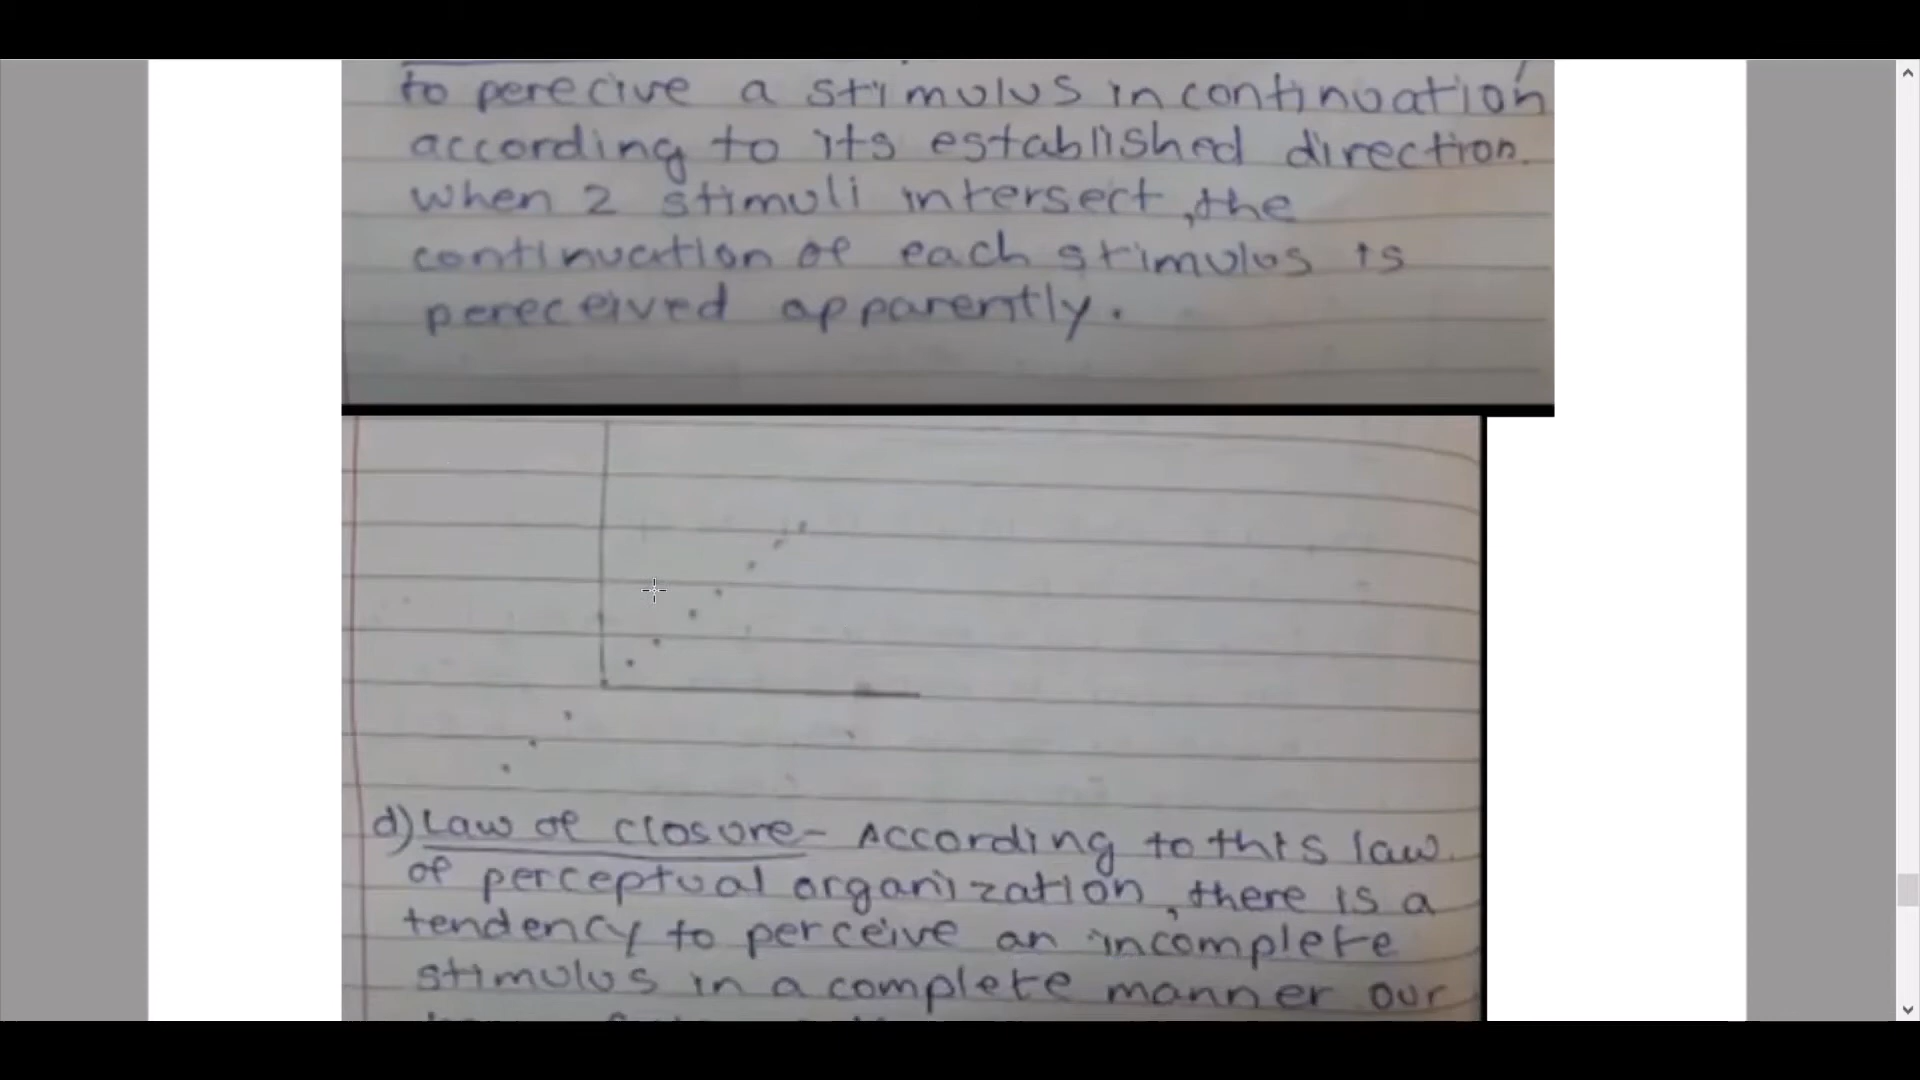 to perecive a stimulus in continuation
according to its established direction.
when 2 stimuli intersect, the
continuation of each stimulus is
pereceived apparently.
d) Law of closure - According to this law
of perceptual organization, there is a
tendency to perceive an incomplete
stimulus in a complete manner our